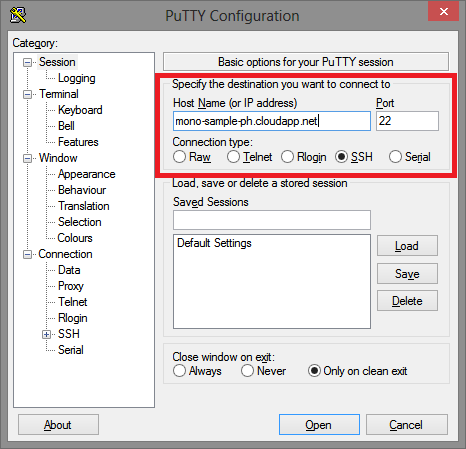 PuTTY Configuration
Category:
Session
Logging
Terminal
Keyboard
Bell
Features
Window
Appearance
Behaviour
Translation
Selection
Colours
Connection
Data
Proxy
Telnet
Rlogin
SSH
Serial
Basic options for your PuTTY session
Specify the destination you want to connect to
Host Name (or IP address) Port
mono-sample-ph.cloudapp.net 22
Connection type:
Raw Telnet Rlogin SSH Serial
Load, save or delete a stored session
Saved Sessions
Default Settings
Load
Save
Delete
Close window on exit:
Always Never Only on clean exit
About Open Cancel